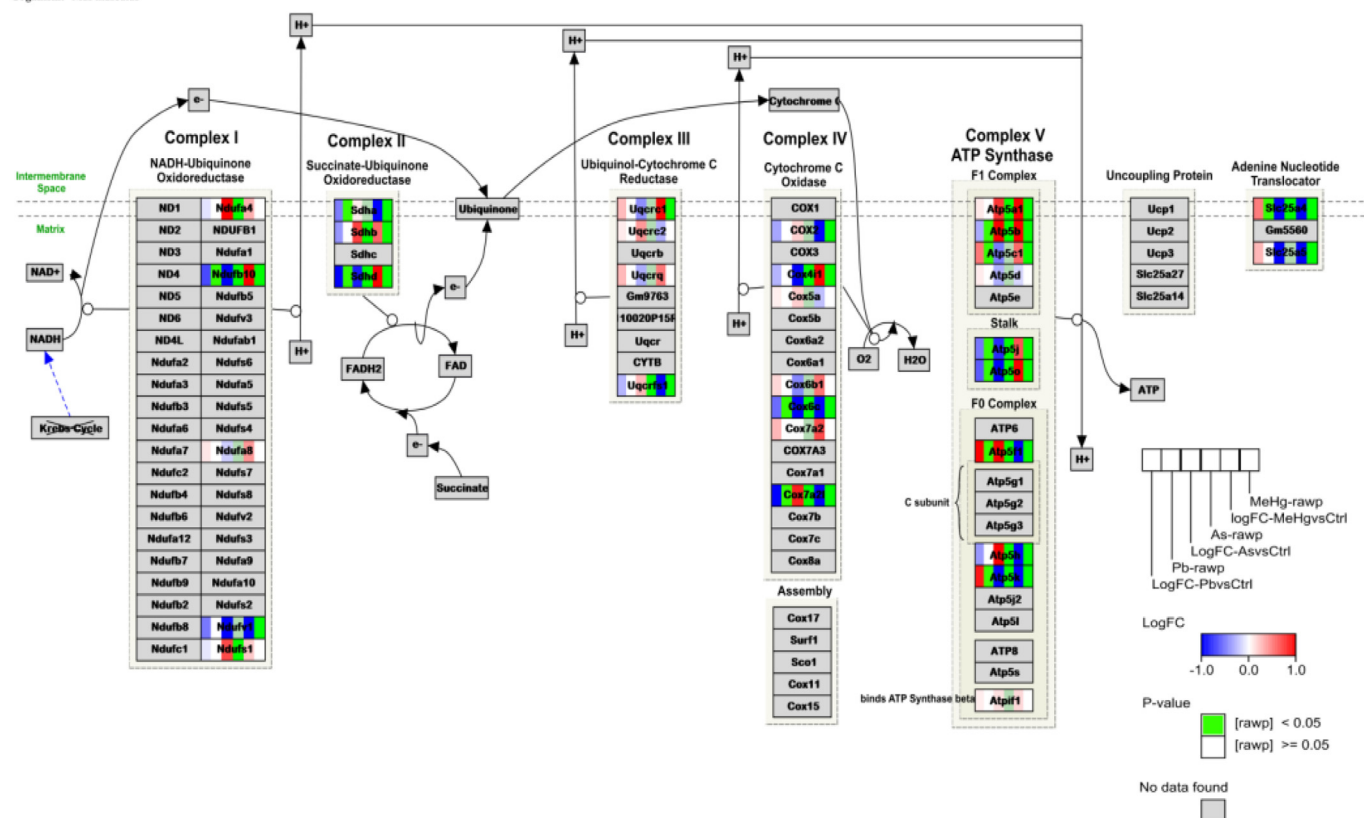 H+
H+
H+
e-
Cytochrome
Complex I
NADH-Ubiquinone
Oxidoreductase
Complex II
Succinate-Ubiquinone
Oxidoreductase
Complex III
Ubiquinol-Cytochrome C
Reductase
Complex IV
Cytochrome C
Oxidase
Complex V
ATP Synthase
F1 Complex
Uncoupling Protein
Adenine Nucleotide
Translocator
Intermembrane
Space
Matrix
NAD+
NADH
Krebs-Cycle
ND1 Ndufa4
ND2 NDUFB1
ND3 Ndufa1
ND4 Ndufb10
ND5 Ndufb5
ND6 Ndufv3
ND4L Ndufab1
Ndufa2 Ndufs6
Ndufa3 Ndufa5
Ndufb3 Ndufs5
Ndufa6 Ndufs4
Ndufa7 Ndufa8
Ndufc2 Ndufs7
Ndufb4 Ndufs8
Ndufb6 Ndufv2
Ndufa12 Ndufs3
Ndufb7 Ndufa9
Ndufb9 Ndufa10
Ndufb2 Ndufs2
Ndufb8 Ndufv1
Ndufc1 Ndufs1
H+
Sdha
Sdhb
Sdhc
Sdhd
Ubiquinone
e-
FADH2
FAD
e-
Succinate
H+
Uqcrc1
Uqcrc2
Uqcrb
Uqcrq
Gm9763
10020P15
Uqcr
CYTB
Uqcrfs1
H+
COX1
COX2
COX3
Cox4i1
Cox5a
Cox5b
Cox6a2
Cox6a1
Cox6b1
Cox6c
Cox7a2
COX7A3
Cox7a1
Cox7a2l
Cox7b
Cox7c
Cox8a
Assembly
Cox17
Surf1
Sco1
Cox11
Cox15
O2
H2O
Atp5a1
Atp5b
Atp5c1
Atp5d
Atp5e
Stalk
Atp5j
Atp5o
F0 Complex
ATP6
Atp5f1
C subunit
Atp5g1
Atp5g2
Atp5g3
Atp5k
Atp5j2
Atp5l
ATP8
Atp5s
binds ATP Synthase beta
Atpif1
Ucp1
Ucp2
Ucp3
Slc25a27
Slc25a14
Slc25a4
Gm5560
Slc25a5
ATP
H+
MeHg-rawp
logFC-MeHgvsCtrl
As-rawp
LogFC-AsvsCtrl
Pb-rawp
LogFC-PbvsCtrl
LogFC
-1.0 0.0 1.0
P-value
[rawp] < 0.05
[rawp] >= 0.05
No data found